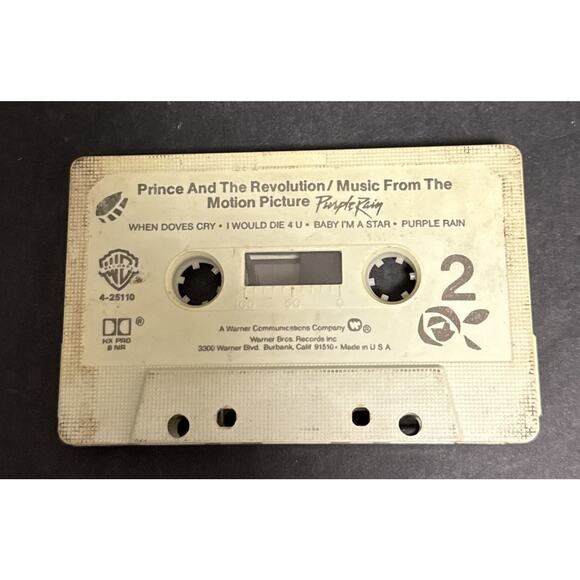 Prince And The Revolution/ Music From The
Motion Picture Purple Rain
WHEN DOVES CRY • I WOULD DIE 4 U • BABY I'M A STAR • PURPLE RAIN
4-25110
2
100 50 0
HX PRO
B NR
®
A Warner Communications Company ®
Warner Bros. Records Inc
3300 Warner Blvd. Burbank, Calif 91510 • Made in U S A